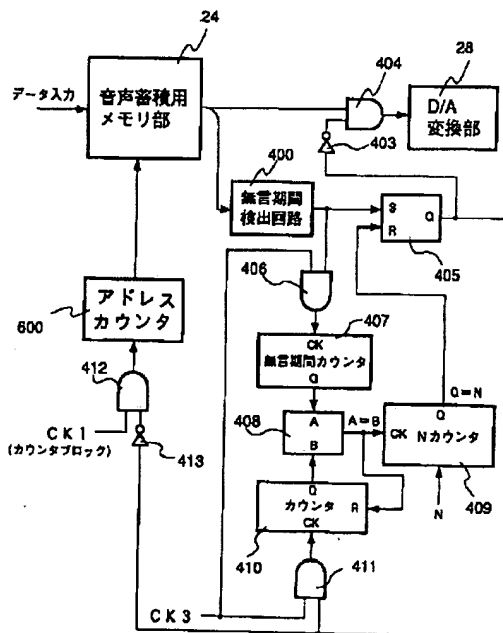 24
データ入力
音声蓄積用
メモリ部
404
28
D/A
変換部
403
400
無言期間
検出回路
S
Q
R
405
406
アドレス
カウンタ
600
407
CK
無言期間カウンタ
Q
412
CK1
(カウンタブロック)
413
408
A
B
A=B
Q=N
Q
CK Nカウンタ
409
N
Q
カウンタ R
CK
410
411
CK3